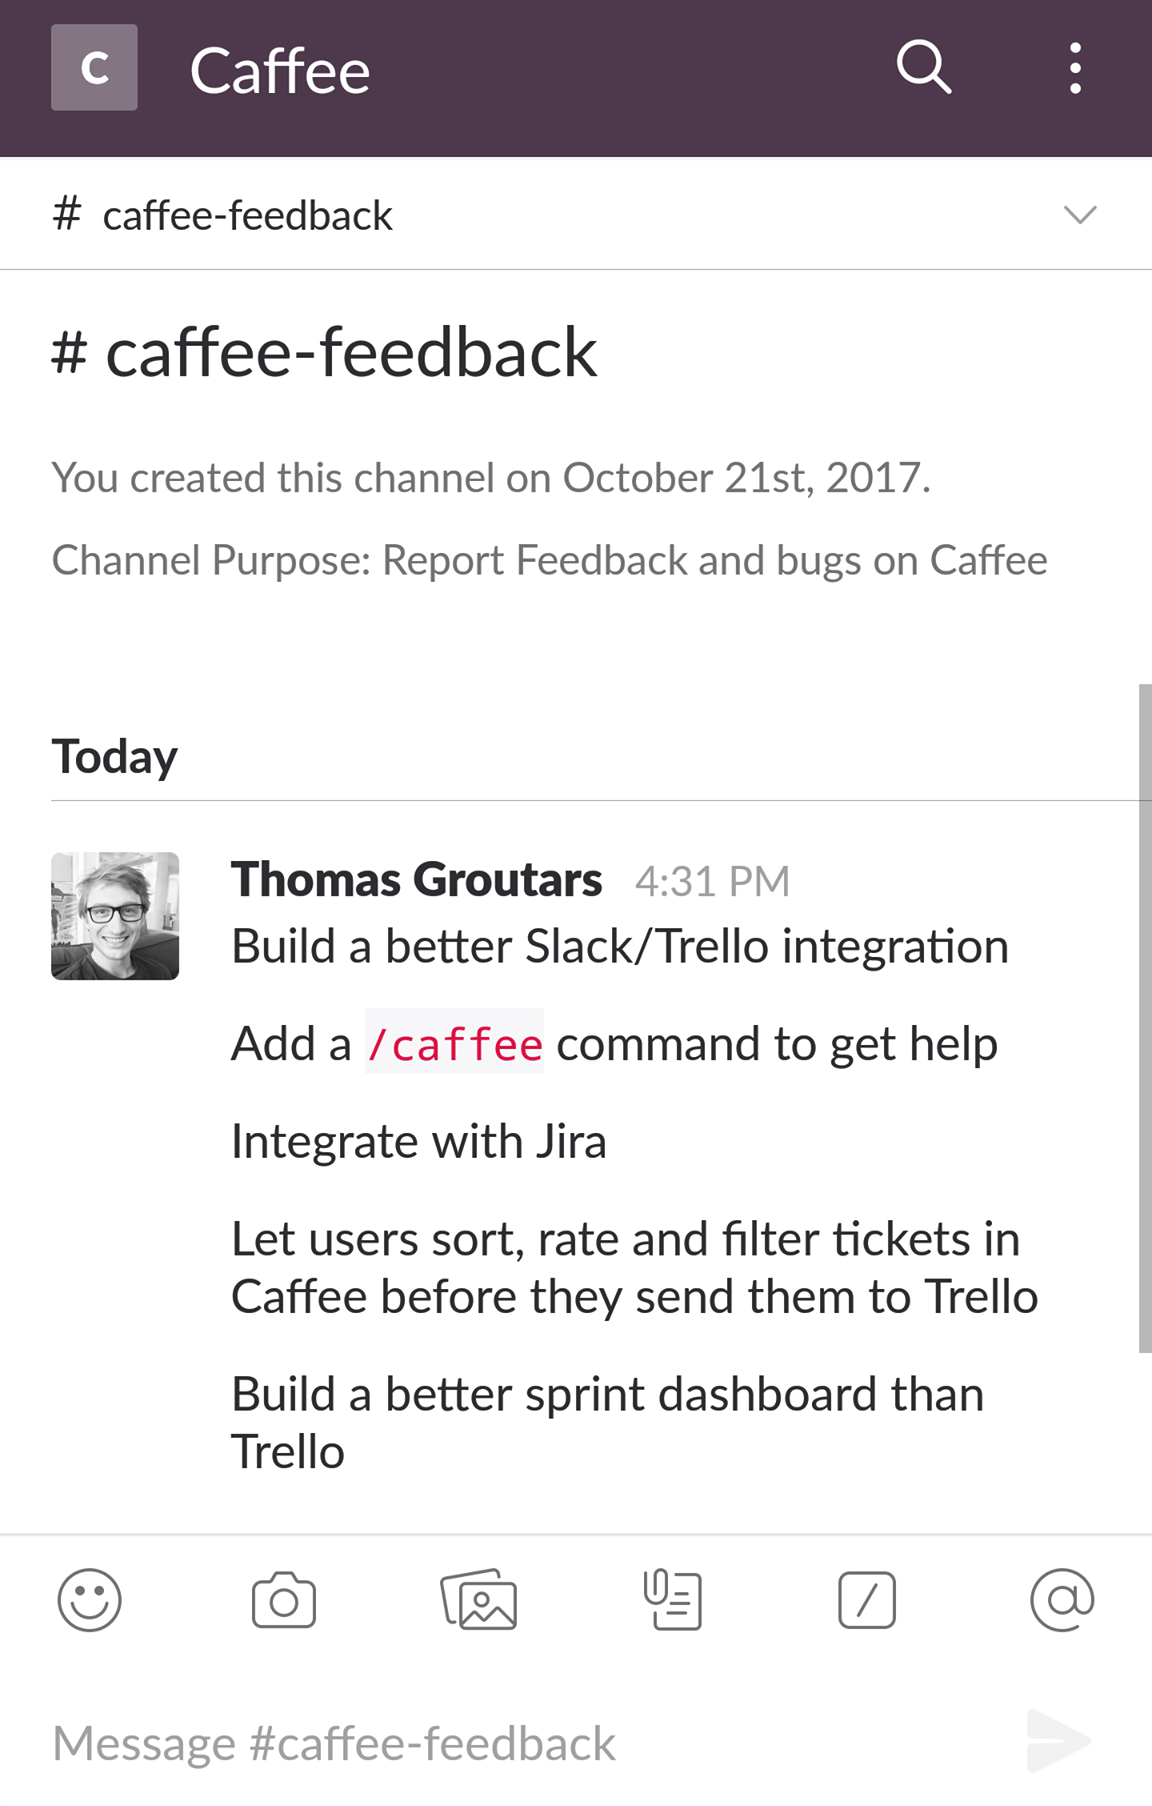 C Caffee
# caffee-feedback
# caffee-feedback
You created this channel on October 21st, 2017.
Channel Purpose: Report Feedback and bugs on Caffee
Today
Thomas Groutars 4:31 PM
Build a better Slack/Trello integration
Add a /caffee command to get help
Integrate with Jira
Let users sort, rate and filter tickets in
Caffee before they send them to Trello
Build a better sprint dashboard than
Trello
Message #caffee-feedback